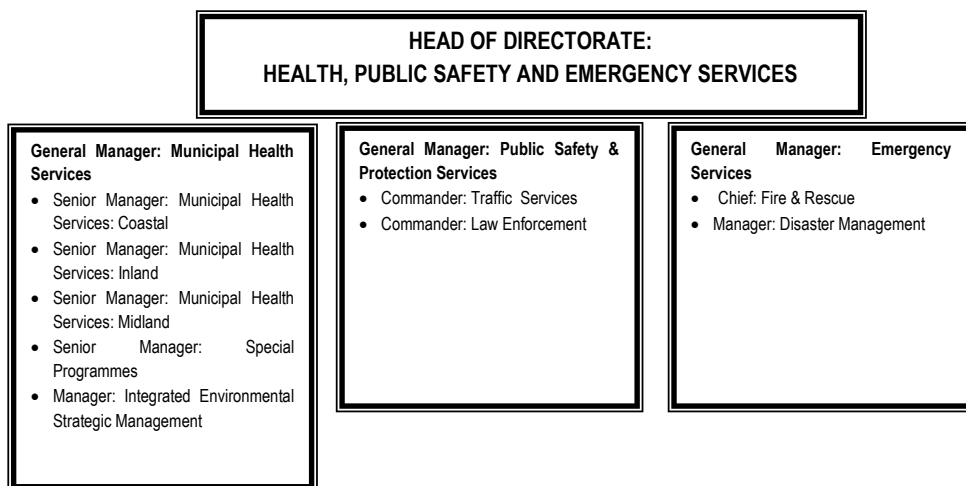 HEAD OF DIRECTORATE:
HEALTH, PUBLIC SAFETY AND EMERGENCY SERVICES
General Manager: Municipal Health
Services
• Senior Manager: Municipal Health
Services: Coastal
• Senior Manager: Municipal Health
Services: Inland
• Senior Manager: Municipal Health
Services: Midland
• Senior Manager: Special
Programmes
• Manager: Integrated Environmental
Strategic Management
General Manager: Public Safety &
Protection Services
• Commander: Traffic Services
• Commander: Law Enforcement
General Manager: Emergency
Services
• Chief: Fire & Rescue
• Manager: Disaster Management